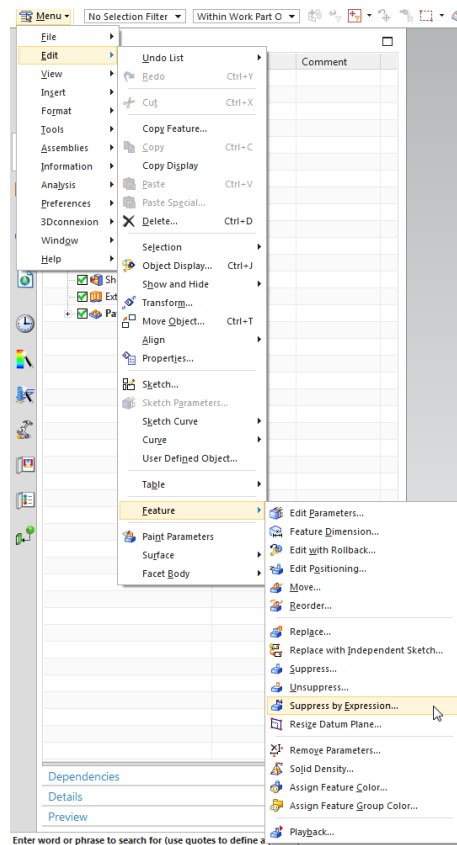 Menu No Selection Filter Within Work Part O
File
Edit
View
Insert
Format
Tools
Assemblies
Information
Analysis
Preferences
3Dconnexion
Window
Help
Comment
Undo List
Redo Ctrl+Y
Cut Ctrl+X
Copy Feature...
Copy Ctrl+C
Copy Display
Paste Ctrl+V
Paste Special...
Delete... Ctrl+D
Selection
Object Display... Ctrl+J
Show and Hide
Transform...
Move Object... Ctrl+T
Align
Properties...
Sketch...
Sketch Parameters...
Sketch Curve
Curve
User Defined Object...
Table
Feature
Paint Parameters
Surface
Facet Body
Sh
Ext
Pa
Edit Parameters...
Feature Dimension...
Edit with Rollback...
Edit Positioning...
Move...
Reorder...
Replace...
Replace with Independent Sketch...
Suppress...
Unsuppress...
Suppress by Expression...
Resize Datum Plane...
Remove Parameters...
Solid Density...
Assign Feature Color...
Assign Feature Group Color...
Playback...
Dependencies
Details
Preview
Enter word or phrase to search for (use quotes to define a